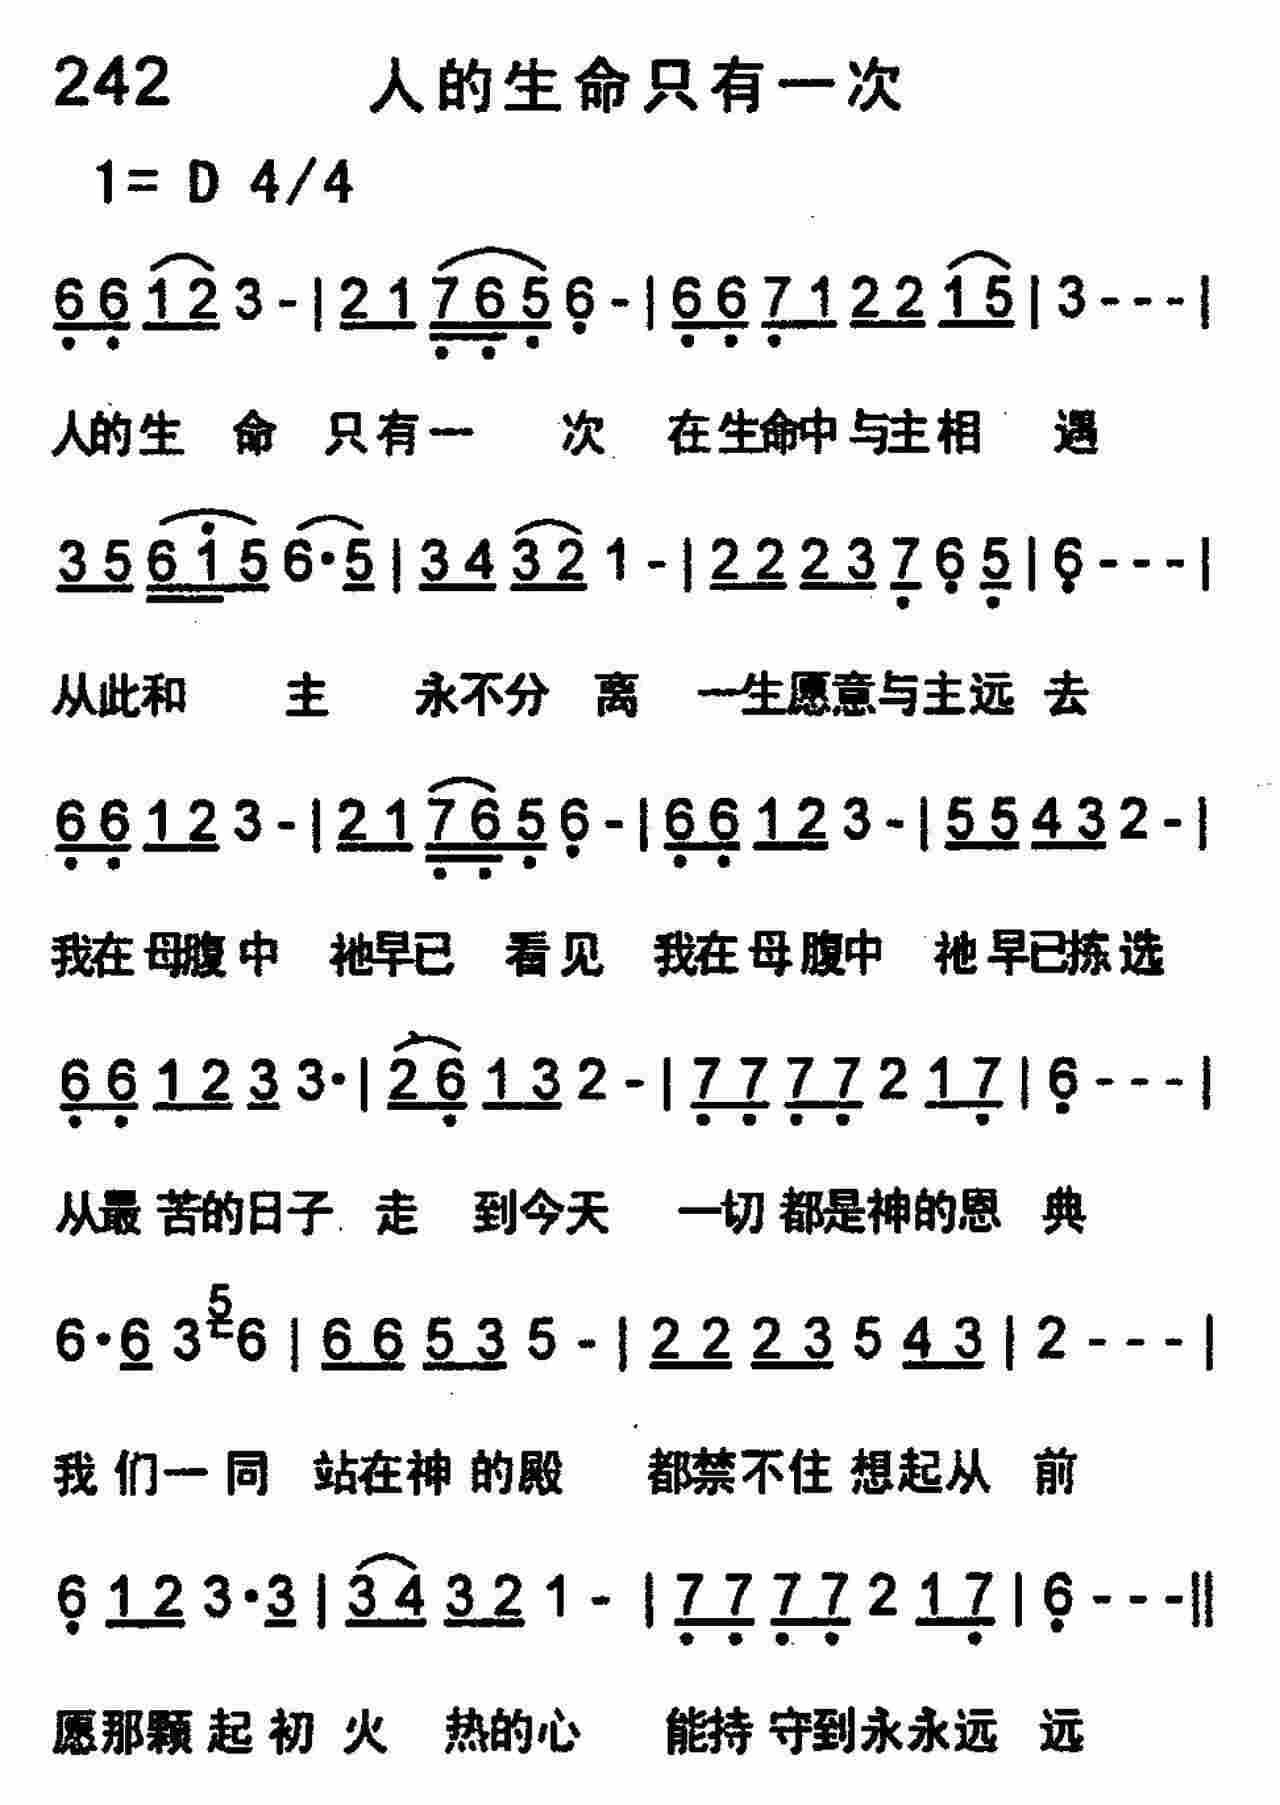 242 人的生命只有一次
1= D 4/4
6 6 1 2 3 - | 2 1 7 6 5 6 - | 6 6 7 1 2 2 1 5 | 3 - - - |
人的生 命 只有一 次 在生命中与主相 遇
3 5 6 1 5 6 · 5 | 3 4 3 2 1 - | 2 2 2 3 7 6 5 | 6 - - - |
从此和 主 永不分 离 一生愿意与主远 去
6 6 1 2 3 - | 2 1 7 6 5 6 - | 6 6 1 2 3 - | 5 5 4 3 2 - |
我在母腹中 祂早已 看见 我在母腹中 祂早已拣选
6 6 1 2 3 3 · | 2 6 1 3 2 - | 7 7 7 7 2 1 7 | 6 - - - |
从最苦的日子 走 到今天 一切都是神的恩 典
6 · 6 3 5 6 | 6 6 5 3 5 - | 2 2 2 3 5 4 3 | 2 - - - |
我们一同 站在神的殿 都禁不住想起从 前
6 1 2 3 · 3 | 3 4 3 2 1 - | 7 7 7 7 2 1 7 | 6 - - - ||
愿那颗起初火 热的心 能持守到永永远 远